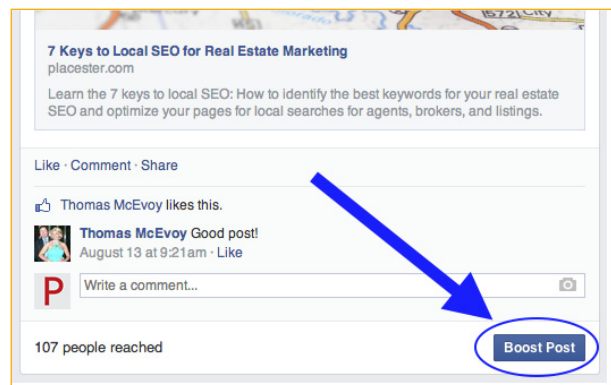 7 Keys to Local SEO for Real Estate Marketing
placester.com
Learn the 7 keys to local SEO: How to identify the best keywords for your real estate
SEO and optimize your pages for local searches for agents, brokers, and listings.
Like · Comment · Share
Thomas McEvoy likes this.
Thomas McEvoy Good post!
August 13 at 9:21am · Like
P
Write a comment...
107 people reached
Boost Post